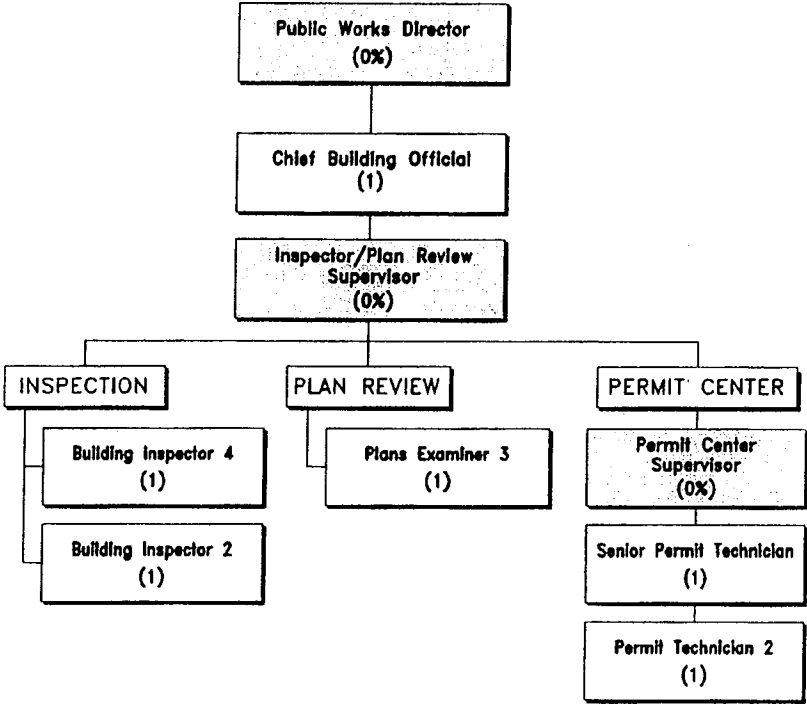 Public Works Director
(0%)
Chief Building Official
(1)
Inspector/Plan Review
Supervisor
(0%)
INSPECTION
PLAN REVIEW
PERMIT CENTER
Building Inspector 4
(1)
Plans Examiner 3
(1)
Permit Center
Supervisor
(0%)
Building Inspector 2
(1)
Senior Permit Technician
(1)
Permit Technician 2
(1)